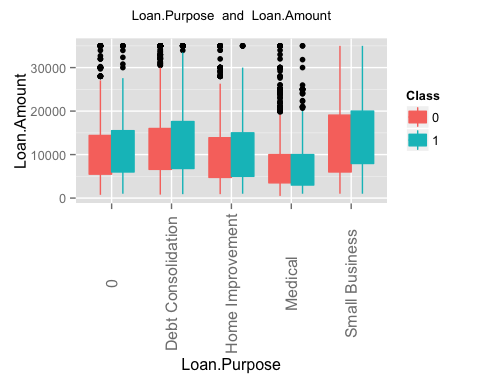 Loan.Purpose and Loan.Amount
Loan.Amount
30000
20000
10000
0
Class
0
1
0
Debt Consolidation
Home Improvement
Medical
Small Business
Loan.Purpose